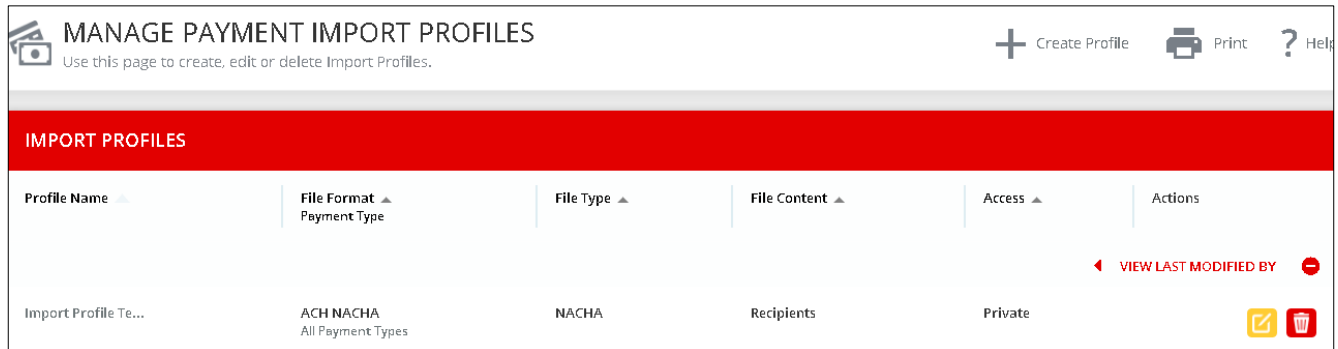 MANAGE PAYMENT IMPORT PROFILES
Use this page to create, edit or delete Import Profiles.
Create Profile Print ? Help
IMPORT PROFILES
Profile Name File Format File Type File Content Access Actions
Payment Type
VIEW LAST MODIFIED BY
Import Profile Te... ACH NACHA NACHA Recipients Private
All Payment Types